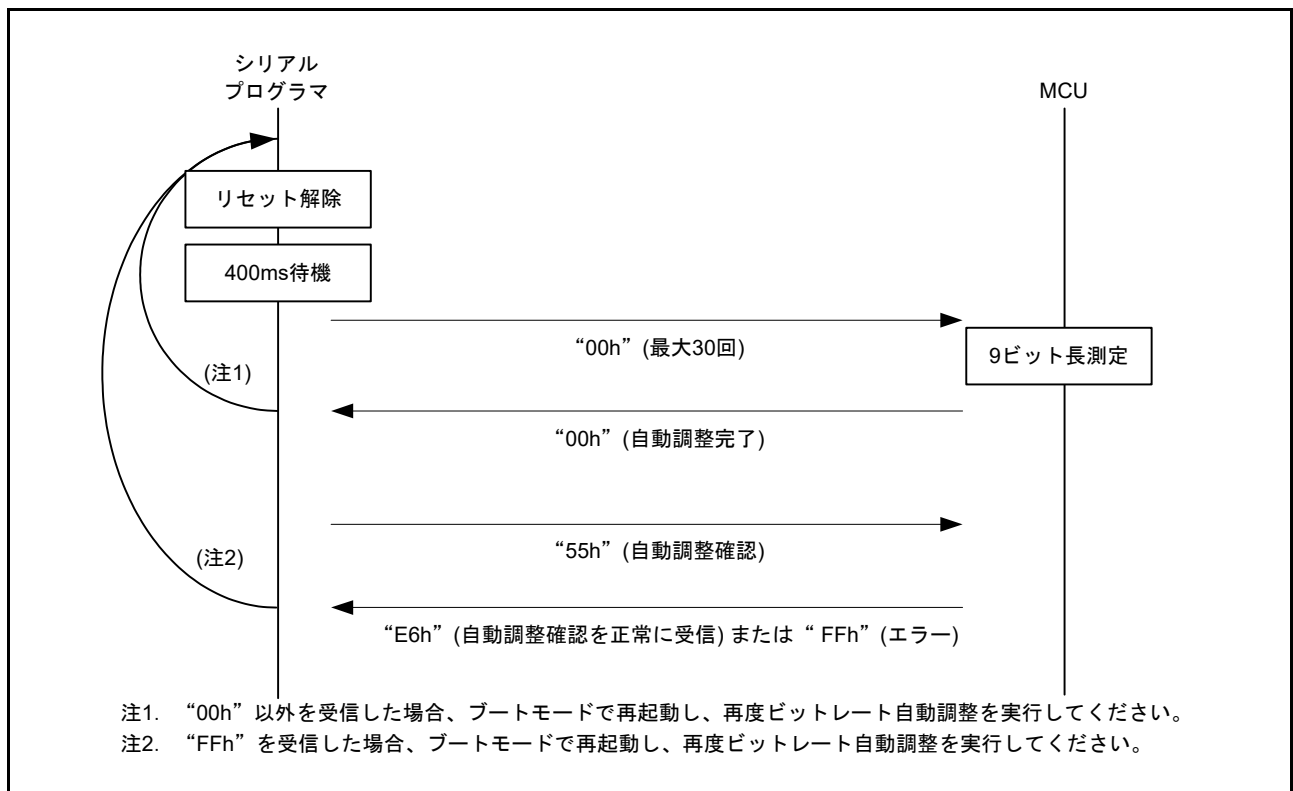 シリアル
プログラマ
MCU
リセット解除
400ms待機
“00h” (最大30回)
9ビット長測定
(注1)
“00h” (自動調整完了)
“55h” (自動調整確認)
(注2)
“E6h” (自動調整確認を正常に受信) または “ FFh” (エラー)
注1. “00h” 以外を受信した場合、ブートモードで再起動し、再度ビットレート自動調整を実行してください。
注2. “FFh” を受信した場合、ブートモードで再起動し、再度ビットレート自動調整を実行してください。